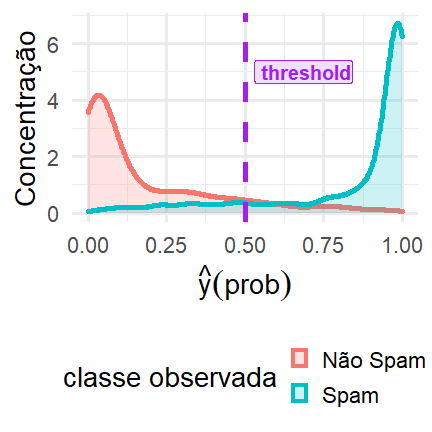 Concentração
6
4
2
0
threshold
0.00 0.25 0.50 0.75 1.00
ŷ(prob)
classe observada
Não Spam
Spam